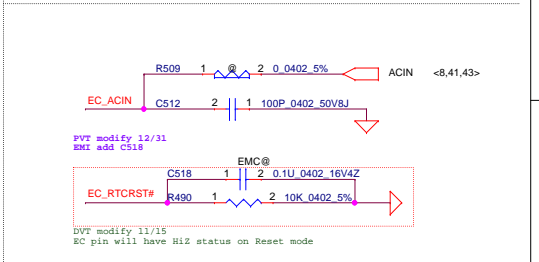 R509 1 @ 2 0_0402_5% ACIN <8,41,43>
EC_ACIN C512 2 1 100P_0402_50V8J
PVT modify 12/31
EMI add C518
EMC@
C518 1 2 0.1U_0402_16V4Z
EC_RTCRST# R490 1 2 10K_0402_5%
DVT modify 11/15
EC pin will have HiZ status on Reset mode